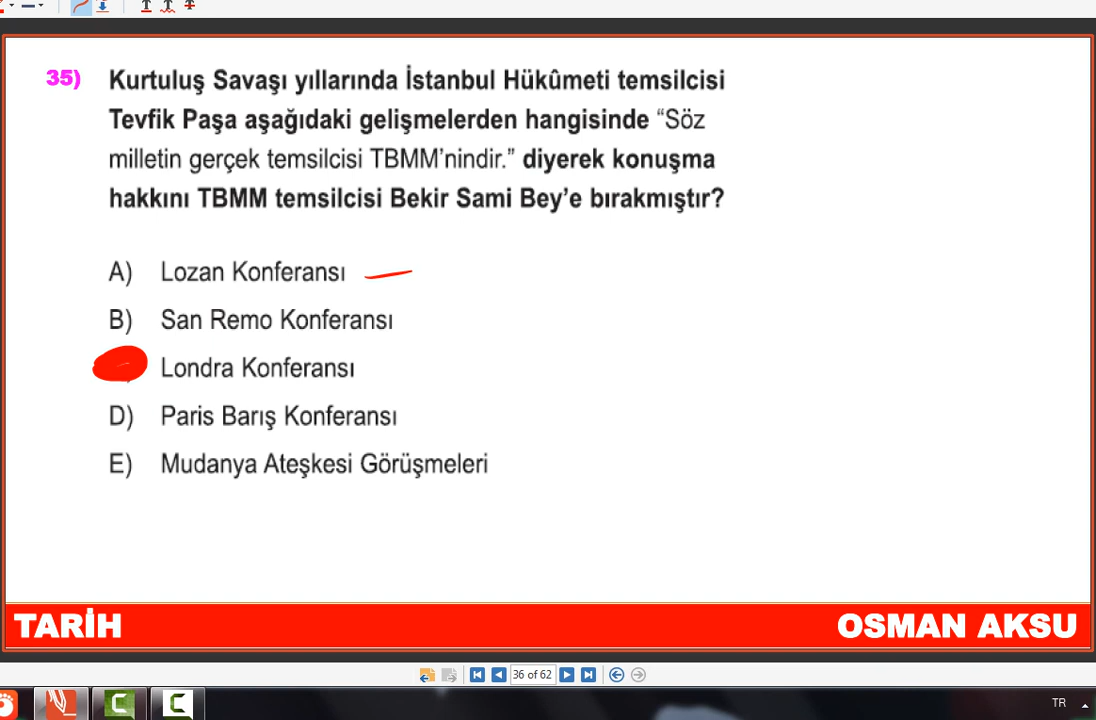 35) Kurtuluş Savaşı yıllarında İstanbul Hükûmeti temsilcisi
Tevfik Paşa aşağıdaki gelişmelerden hangisinde “Söz
milletin gerçek temsilcisi TBMM’nindir.” diyerek konuşma
hakkını TBMM temsilcisi Bekir Sami Bey’e bırakmıştır?
A) Lozan Konferansı
B) San Remo Konferansı
Londra Konferansı
D) Paris Barış Konferansı
E) Mudanya Ateşkesi Görüşmeleri
TARİH OSMAN AKSU
36 of 62
TR